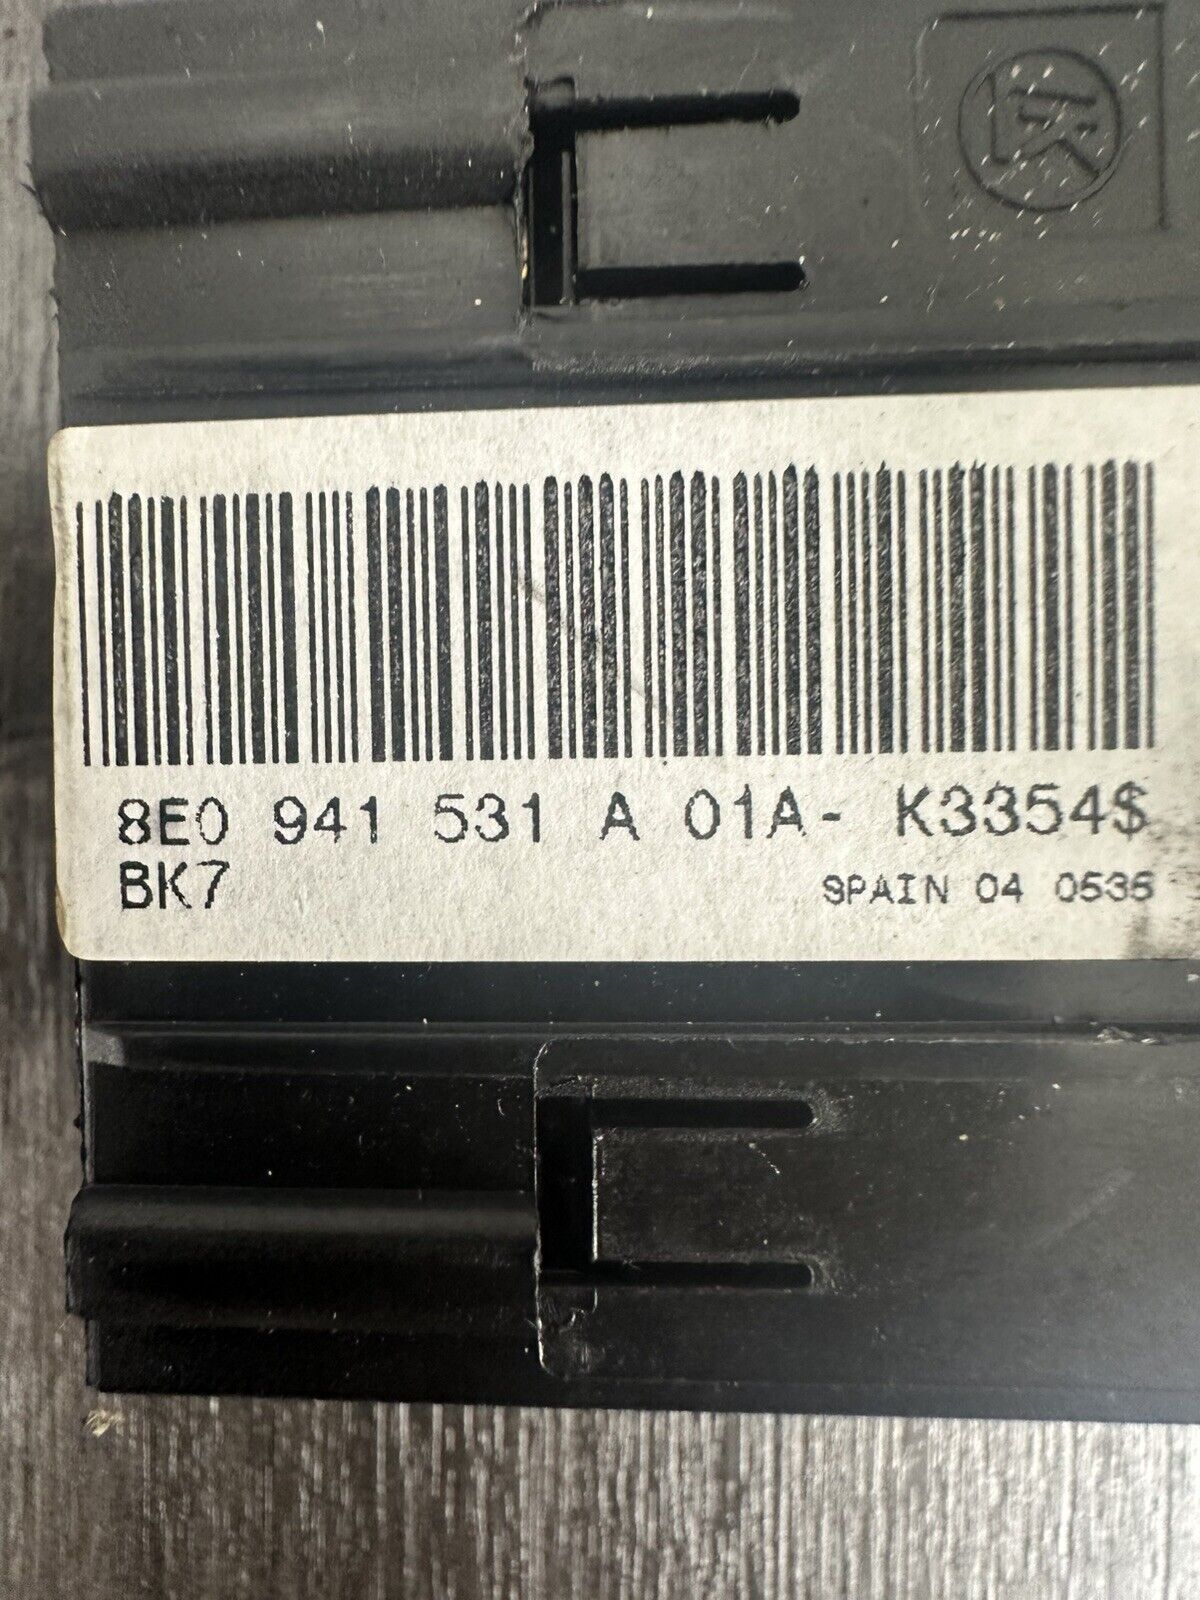 8E0 941 531 A 01A- K3354$
BK7
SPAIN 04 0535